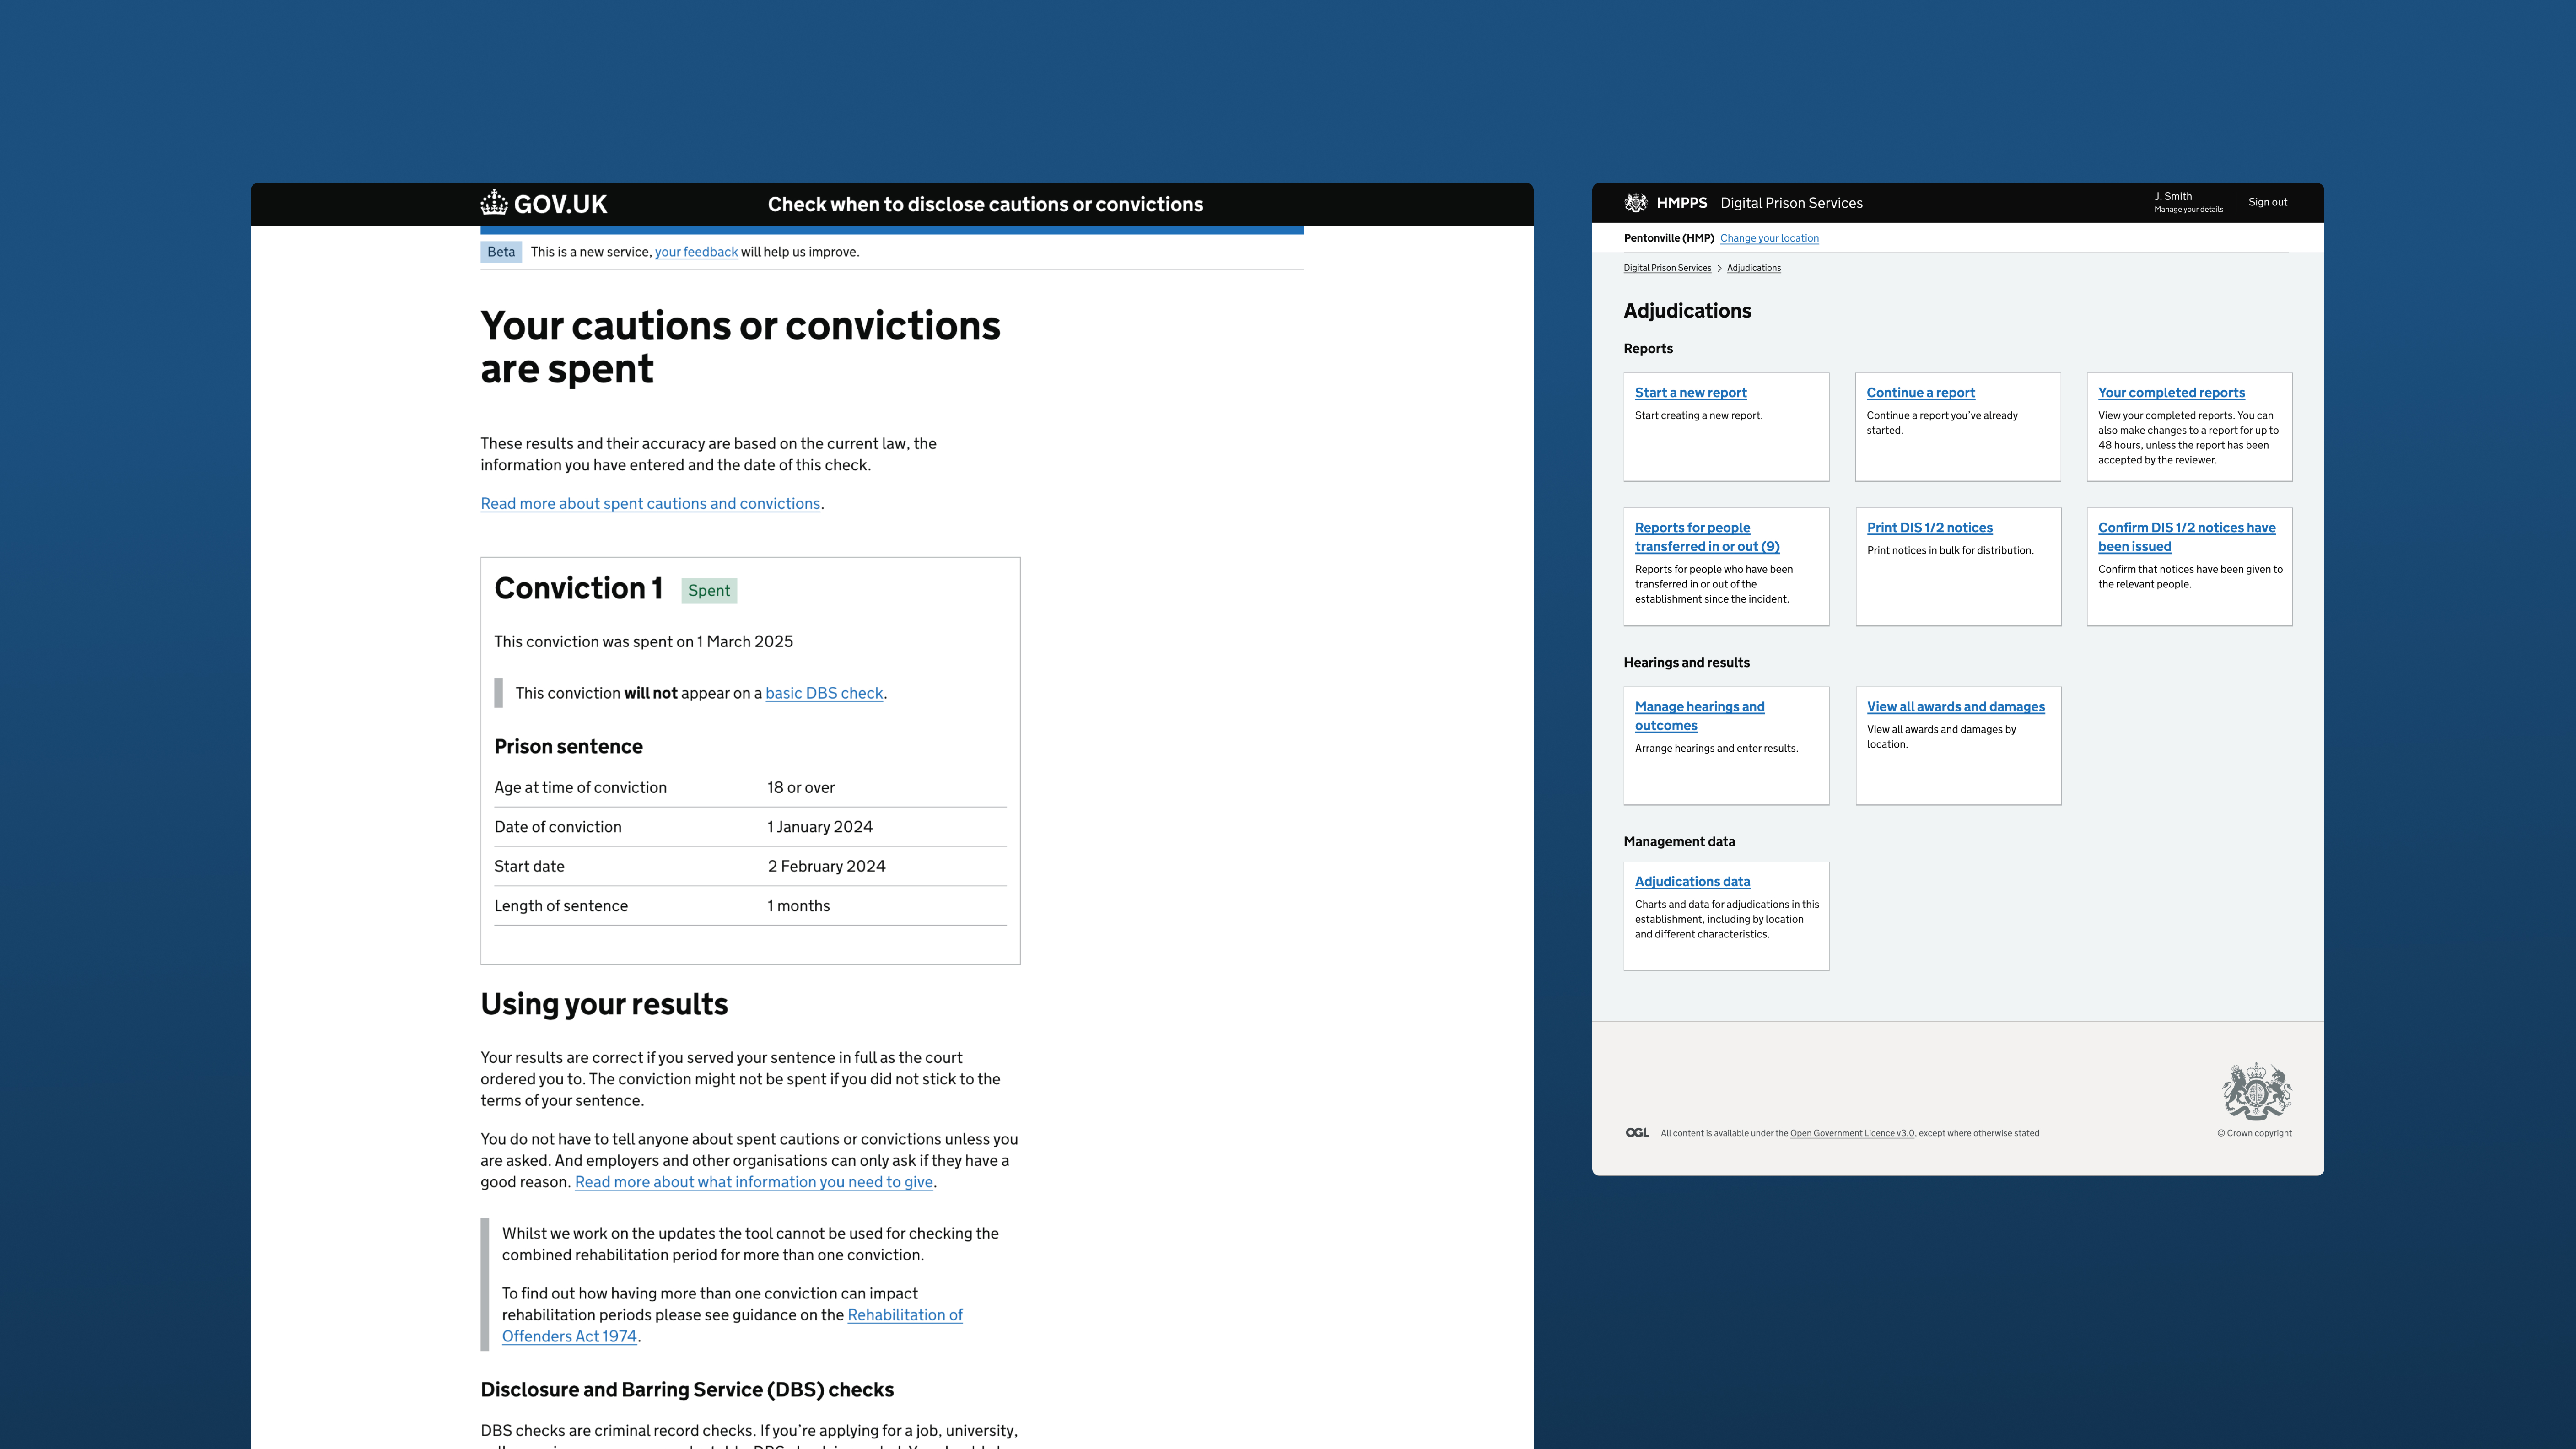 GOV.UK
Check when to disclose cautions or convictions
Beta
This is a new service, your feedback will help us improve.
Your cautions or convictions
are spent
These results and their accuracy are based on the current law, the
information you have entered and the date of this check.
Read more about spent cautions and convictions.
Conviction 1 Spent
This conviction was spent on 1 March 2025
This conviction will not appear on a basic DBS check.
Prison sentence
Age at time of conviction 18 or over
Date of conviction 1 January 2024
Start date 2 February 2024
Length of sentence 1 months
Using your results
Your results are correct if you served your sentence in full as the court
ordered you to. The conviction might not be spent if you did not stick to the
terms of your sentence.
You do not have to tell anyone about spent cautions or convictions unless you
are asked. And employers and other organisations can only ask if they have a
good reason. Read more about what information you need to give.
Whilst we work on the updates the tool cannot be used for checking the
combined rehabilitation period for more than one conviction.
To find out how having more than one conviction can impact
rehabilitation periods please see guidance on the Rehabilitation of
Offenders Act 1974.
Disclosure and Barring Service (DBS) checks
DBS checks are criminal record checks. If you're applying for a job, university,
HMPPS Digital Prison Services
J. Smith
Manage your details
Sign out
Pentonville (HMP) Change your location
Digital Prison Services > Adjudications
Adjudications
Reports
Start a new report
Start creating a new report.
Continue a report
Continue a report you've already
started.
Your completed reports
View your completed reports. You can
also make changes to a report for up to
48 hours, unless the report has been
accepted by the reviewer.
Reports for people
transferred in or out (9)
Reports for people who have been
transferred in or out of the
establishment since the incident.
Print DIS 1/2 notices
Print notices in bulk for distribution.
Confirm DIS 1/2 notices have
been issued
Confirm that notices have been given to
the relevant people.
Hearings and results
Manage hearings and
outcomes
Arrange hearings and enter results.
View all awards and damages
View all awards and damages by
location.
Management data
Adjudications data
Charts and data for adjudications in this
establishment, including by location
and different characteristics.
OGL All content is available under the Open Government Licence v3.0, except where otherwise stated
© Crown copyright